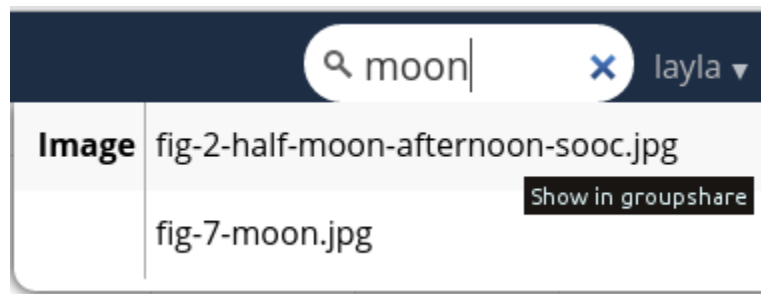 moon
layla
Image fig-2-half-moon-afternoon-sooc.jpg
Show in groupshare
fig-7-moon.jpg